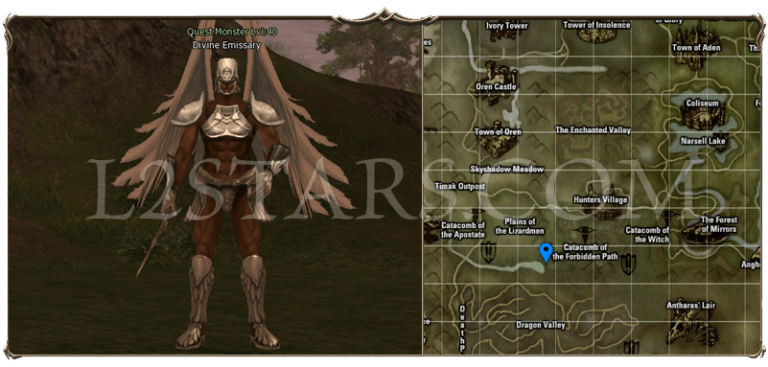 Quest Monster Lvl:40
Divine Emissary
L2STARS.COM
Ivory Tower
Tower of Insolence
Town of Aden
Oren Castle
Coliseum
Town of Oren
The Enchanted Valley
Narsell Lake
Skyshadow Meadow
Timak Outpost
Hunters Village
Catacomb of
the Apostate
Plains of
the Lizardmen
Catacomb of
the Witch
The Forest
of Mirrors
Catacomb of
the Forbidden Path
Antharas' Lair
Dragon Valley
DeathP